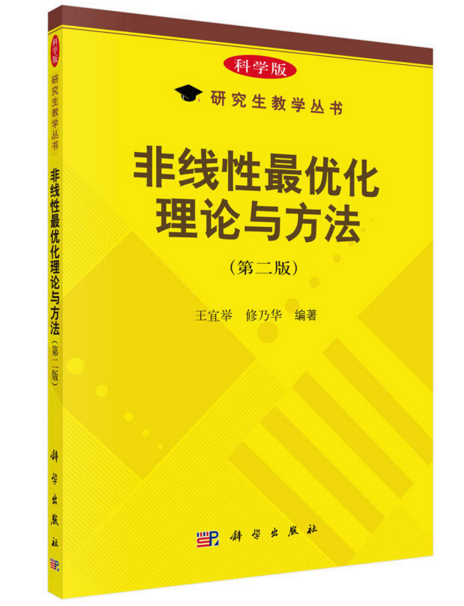 科学版
研究生教学丛书
非线性最优化理论与方法
(第二版)
科学出版社
科学版
研究生教学丛书
非线性最优化
理论与方法
(第二版)
王宜举 修乃华 编著
SP
科学出版社